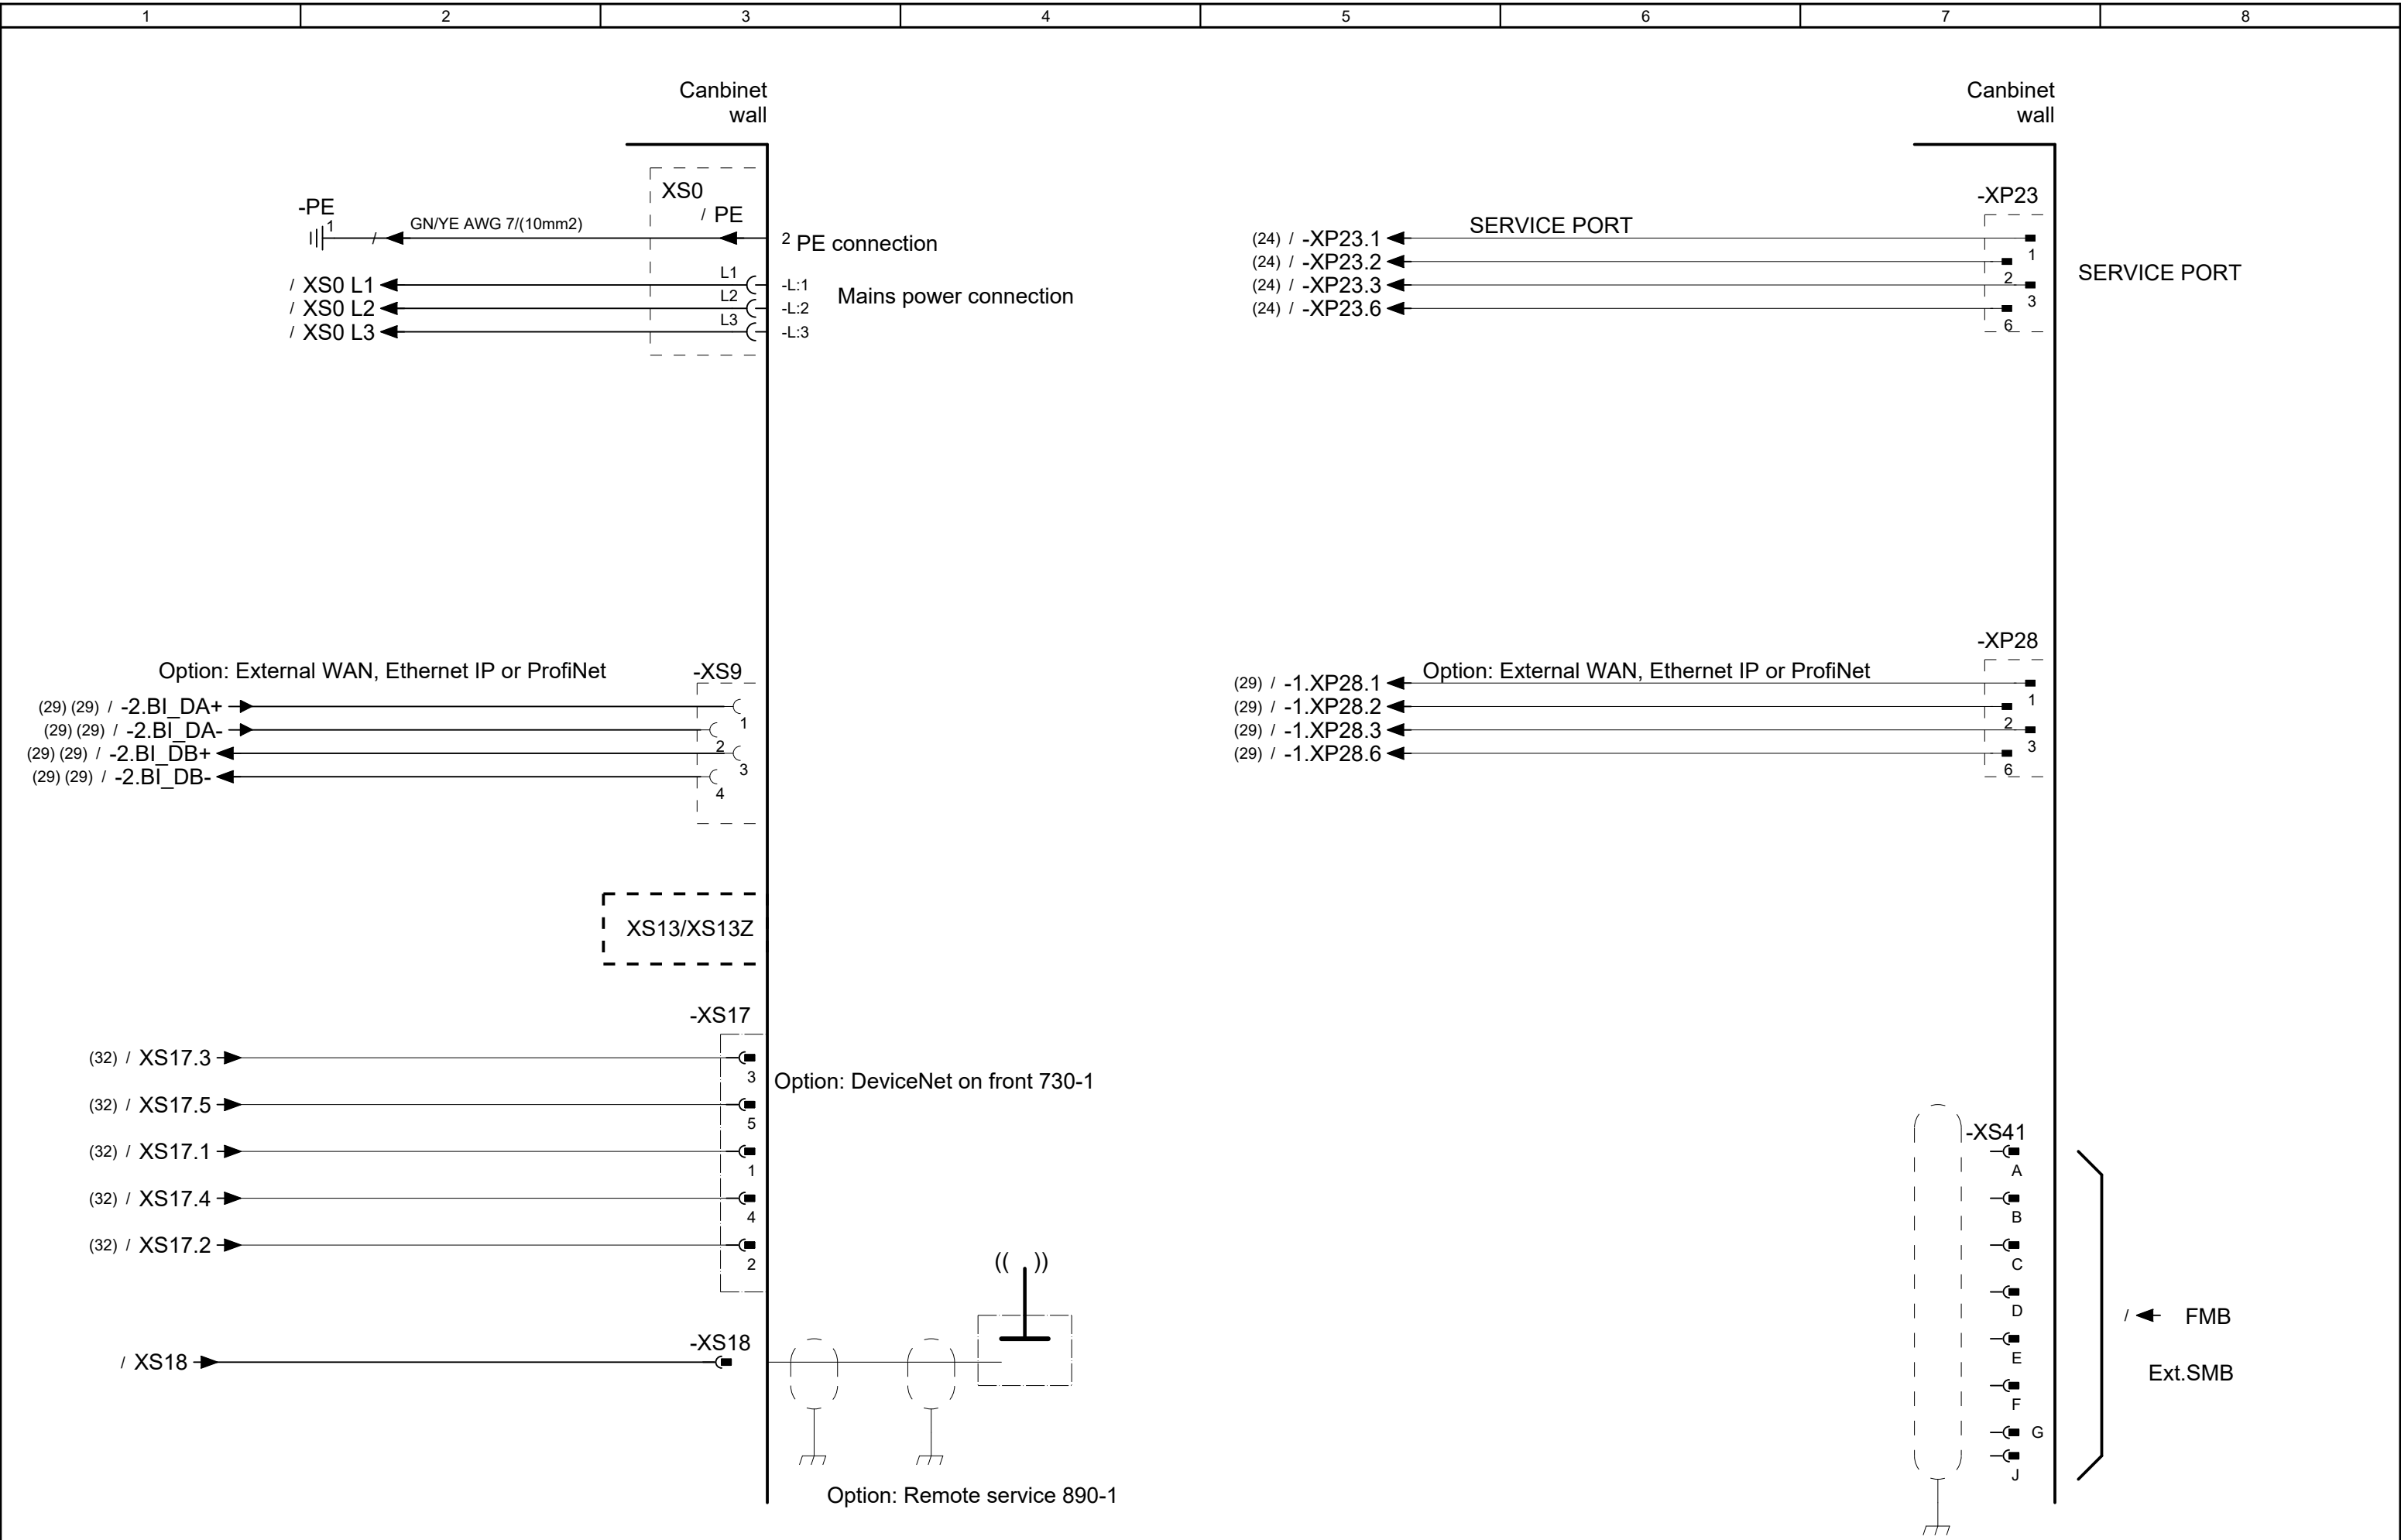 1 2 3 4 5 6 7 8
Canbinet
wall
XS0
/ PE
-PE
1
GN/YE AWG 7/(10mm2)
2 PE connection
/ XS0 L1
L1
-L:1
/ XS0 L2
L2
-L:2
/ XS0 L3
L3
-L:3
Mains power connection
Option: External WAN, Ethernet IP or ProfiNet
-XS9
(29) (29) / -2.BI_DA+
1
(29) (29) / -2.BI_DA-
2
(29) (29) / -2.BI_DB+
3
(29) (29) / -2.BI_DB-
4
XS13/XS13Z
-XS17
(32) / XS17.3
3
Option: DeviceNet on front 730-1
(32) / XS17.5
5
(32) / XS17.1
1
(32) / XS17.4
4
(32) / XS17.2
2
(( ))
/ XS18
-XS18
Option: Remote service 890-1
Canbinet
wall
-XP23
SERVICE PORT
(24) / -XP23.1
1
(24) / -XP23.2
2
(24) / -XP23.3
3
(24) / -XP23.6
6
SERVICE PORT
-XP28
Option: External WAN, Ethernet IP or ProfiNet
(29) / -1.XP28.1
1
(29) / -1.XP28.2
2
(29) / -1.XP28.3
3
(29) / -1.XP28.6
6
-XS41
A
B
C
D
E
F
G
J
/ FMB
Ext.SMB